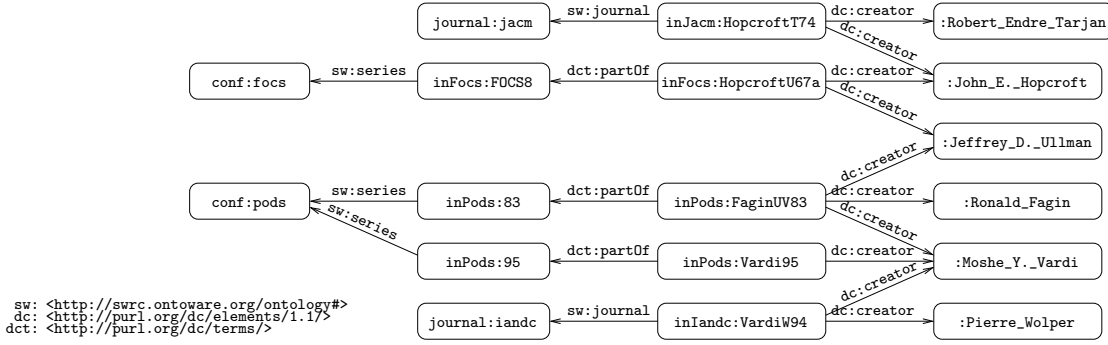 journal:jacm sw:journal inJacm:HopcroftT74 dc:creator :Robert_Endre_Tarjan
dc:creator
conf:focs sw:series inFocs:FOCS8 dct:partOf inFocs:HopcroftU67a dc:creator :John_E._Hopcroft
dc:creator
:Jeffrey_D._Ullman
dc:creator
conf:pods sw:series inPods:83 dct:partOf inPods:FaginUV83 dc:creator :Ronald_Fagin
sw:series dc:creator
inPods:95 dct:partOf inPods:Vardi95 dc:creator :Moshe_Y._Vardi
dc:creator
journal:iandc sw:journal inIandc:VardiW94 dc:creator :Pierre_Wolper
sw: <http://swrc.ontoware.org/ontology#>
dc: <http://purl.org/dc/elements/1.1/>
dct: <http://purl.org/dc/terms/>